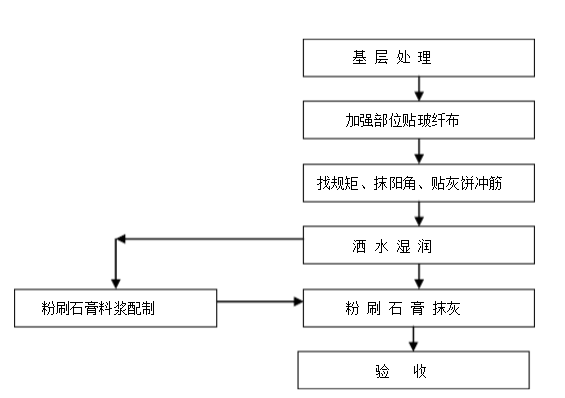 基 层 处 理
加强部位贴玻纤布
找规矩、抹阳角、贴灰饼冲筋
洒 水 湿 润
粉刷石膏料浆配制
粉 刷 石 膏 抹灰
验 收